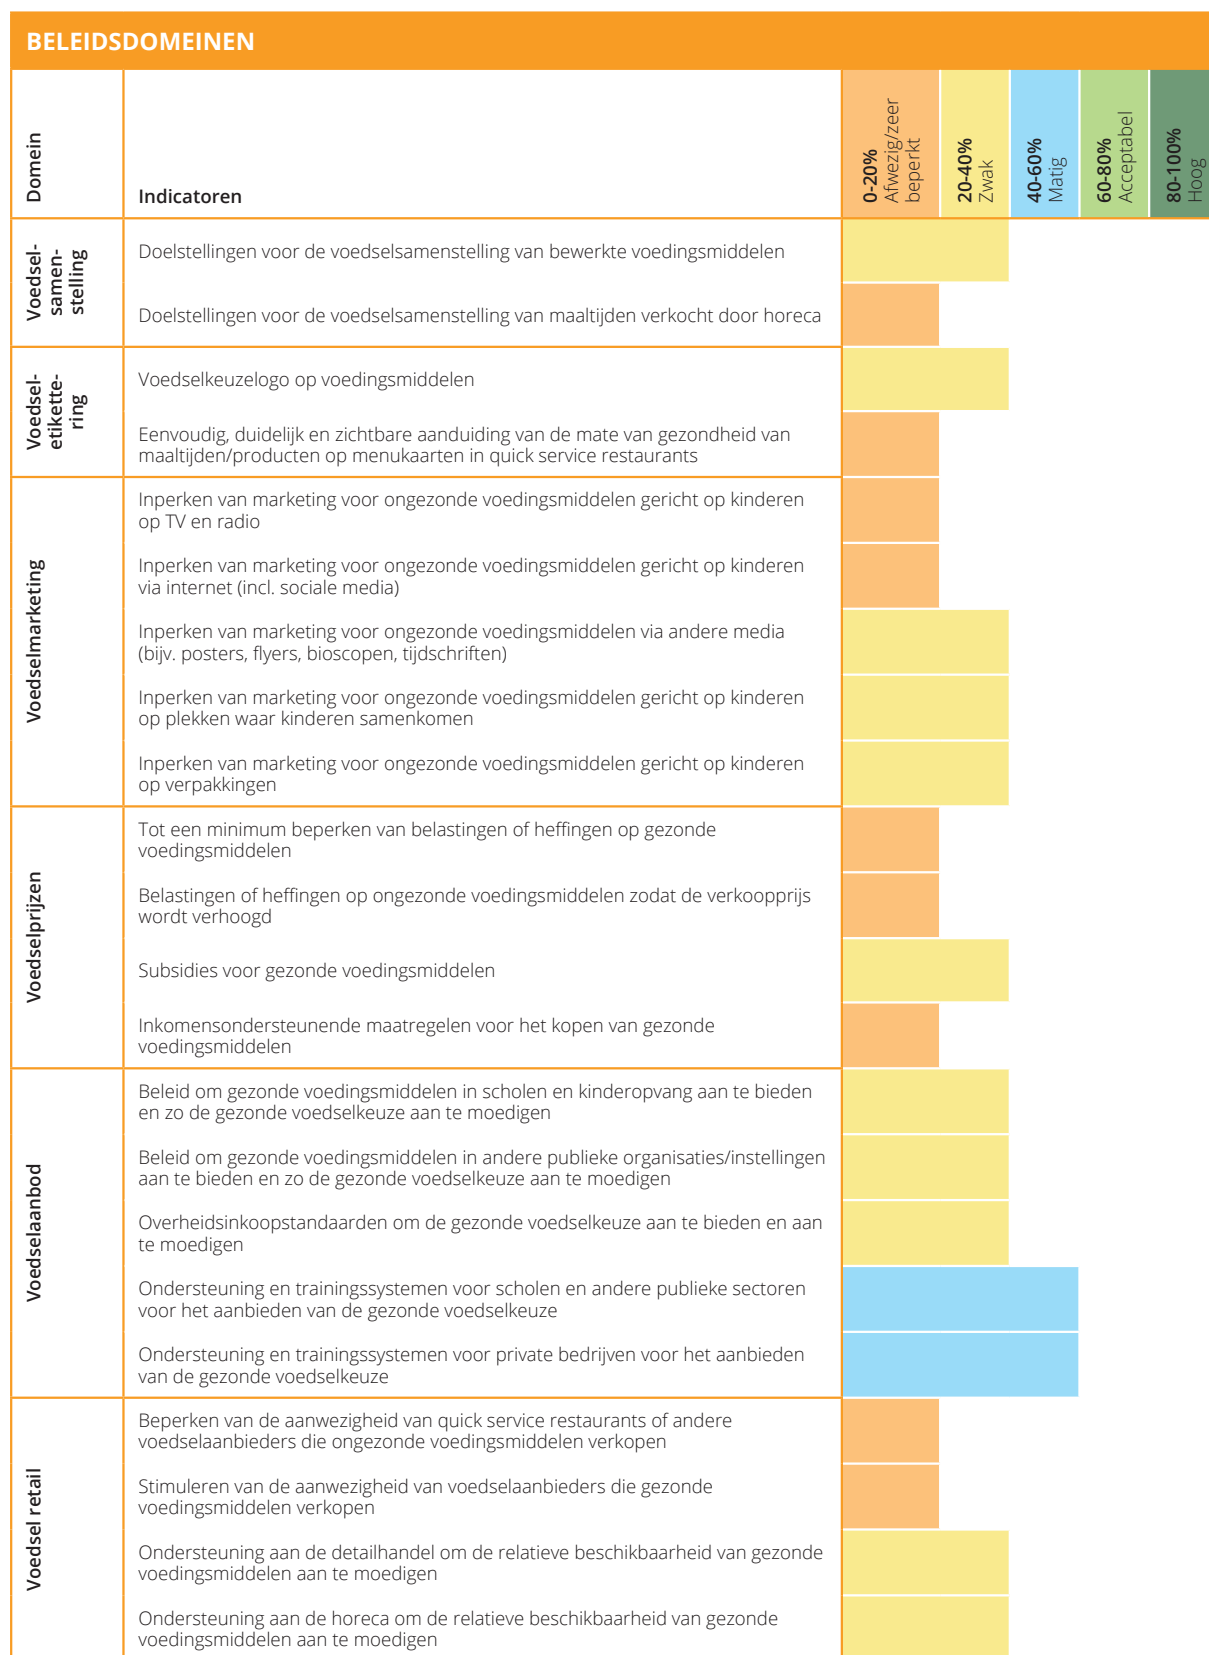 BELEIDSDOMEINEN
Domein
Indicatoren
0-20%
Afwezig/zeer
beperkt
20-40%
Zwak
40-60%
Matig
60-80%
Acceptabel
80-100%
Hoog
Voedsel-
samen-
stelling
Doelstellingen voor de voedselsamenstelling van bewerkte voedingsmiddelen
Doelstellingen voor de voedselsamenstelling van maaltijden verkocht door horeca
Voedsel-
etikette-
ring
Voedselkeuzelogo op voedingsmiddelen
Eenvoudig, duidelijk en zichtbare aanduiding van de mate van gezondheid van
maaltijden/producten op menukaarten in quick service restaurants
Voedselmarketing
Inperken van marketing voor ongezonde voedingsmiddelen gericht op kinderen
op TV en radio
Inperken van marketing voor ongezonde voedingsmiddelen gericht op kinderen
via internet (incl. sociale media)
Inperken van marketing voor ongezonde voedingsmiddelen via andere media
(bijv. posters, flyers, bioscopen, tijdschriften)
Inperken van marketing voor ongezonde voedingsmiddelen gericht op kinderen
op plekken waar kinderen samenkomen
Inperken van marketing voor ongezonde voedingsmiddelen gericht op kinderen
op verpakkingen
Voedselprijzen
Tot een minimum beperken van belastingen of heffingen op gezonde
voedingsmiddelen
Belastingen of heffingen op ongezonde voedingsmiddelen zodat de verkoopprijs
wordt verhoogd
Subsidies voor gezonde voedingsmiddelen
Inkomensondersteunende maatregelen voor het kopen van gezonde
voedingsmiddelen
Voedselaanbod
Beleid om gezonde voedingsmiddelen in scholen en kinderopvang aan te bieden
en zo de gezonde voedselkeuze aan te moedigen
Beleid om gezonde voedingsmiddelen in andere publieke organisaties/instellingen
aan te bieden en zo de gezonde voedselkeuze aan te moedigen
Overheidsinkoopstandaarden om de gezonde voedselkeuze aan te bieden en aan
te moedigen
Ondersteuning en trainingssystemen voor scholen en andere publieke sectoren
voor het aanbieden van de gezonde voedselkeuze
Ondersteuning en trainingssystemen voor private bedrijven voor het aanbieden
van de gezonde voedselkeuze
Voedsel retail
Beperken van de aanwezigheid van quick service restaurants of andere
voedselaanbieders die ongezonde voedingsmiddelen verkopen
Stimuleren van de aanwezigheid van voedselaanbieders die gezonde
voedingsmiddelen verkopen
Ondersteuning aan de detailhandel om de relatieve beschikbaarheid van gezonde
voedingsmiddelen aan te moedigen
Ondersteuning aan de horeca om de relatieve beschikbaarheid van gezonde
voedingsmiddelen aan te moedigen